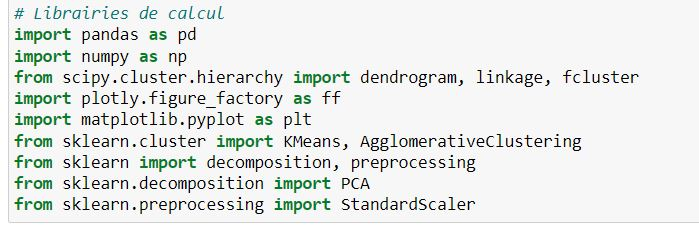 # Librairies de calcul
import pandas as pd
import numpy as np
from scipy.cluster.hierarchy import dendrogram, linkage, fcluster
import plotly.figure_factory as ff
import matplotlib.pyplot as plt
from sklearn.cluster import KMeans, AgglomerativeClustering
from sklearn import decomposition, preprocessing
from sklearn.decomposition import PCA
from sklearn.preprocessing import StandardScaler